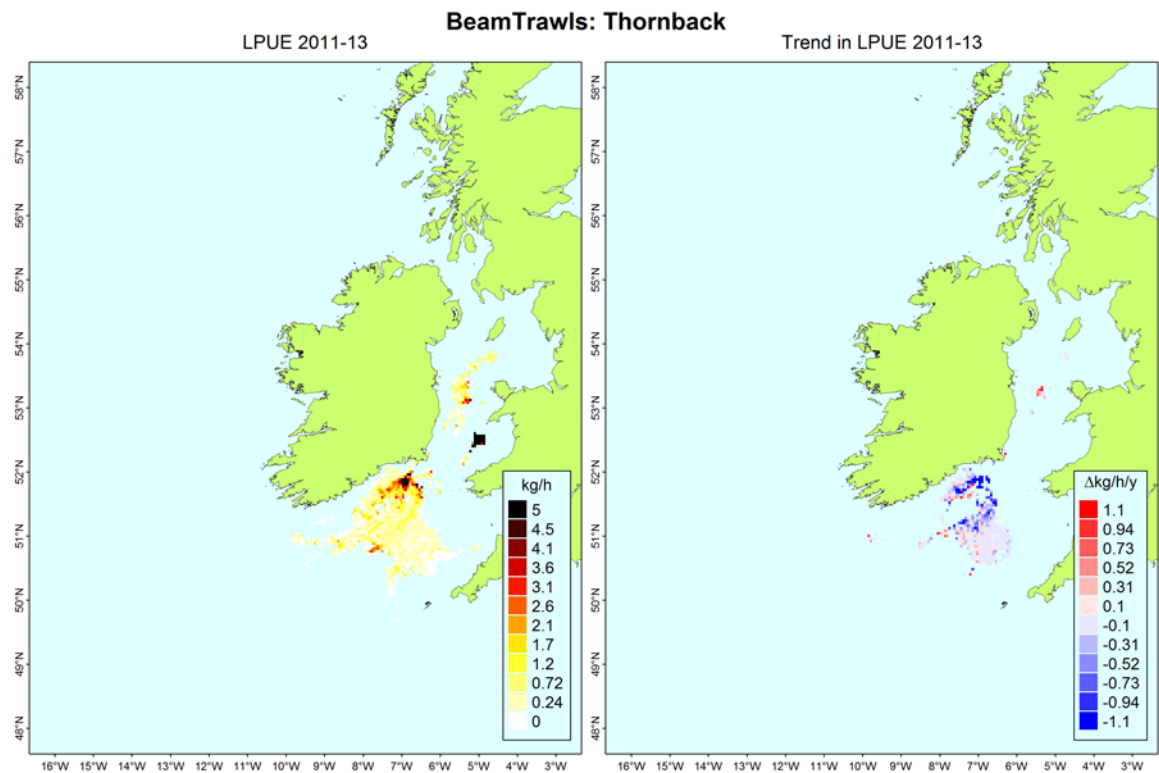 BeamTrawls: Thornback
LPUE 2011-13
Trend in LPUE 2011-13
58°N
57°N
56°N
55°N
54°N
53°N
52°N
51°N
50°N
49°N
48°N
kg/h
5
4.5
4.1
3.6
3.1
2.6
2.1
1.7
1.2
0.72
0.24
0
16°W 15°W 14°W 13°W 12°W 11°W 10°W 9°W 8°W 7°W 6°W 5°W 4°W 3°W
58°N
57°N
56°N
55°N
54°N
53°N
52°N
51°N
50°N
49°N
48°N
Δkg/h/y
1.1
0.94
0.73
0.52
0.31
0.1
-0.1
-0.31
-0.52
-0.73
-0.94
-1.1
16°W 15°W 14°W 13°W 12°W 11°W 10°W 9°W 8°W 7°W 6°W 5°W 4°W 3°W